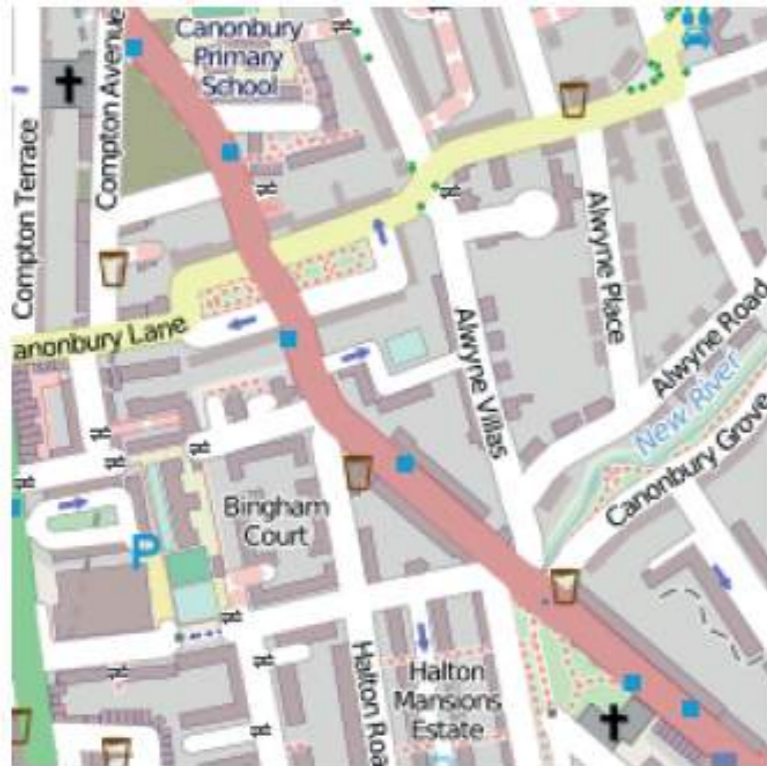 Canonbury
Primary
School
Compton Avenue
Compton Terrace
anonbury Lane
Alwyne Place
Alwyne Villas
Alwyne Road
New River
Canonbury Grove
Bingham
Court
P
Halton Roa
Halton
Mansions
Estate